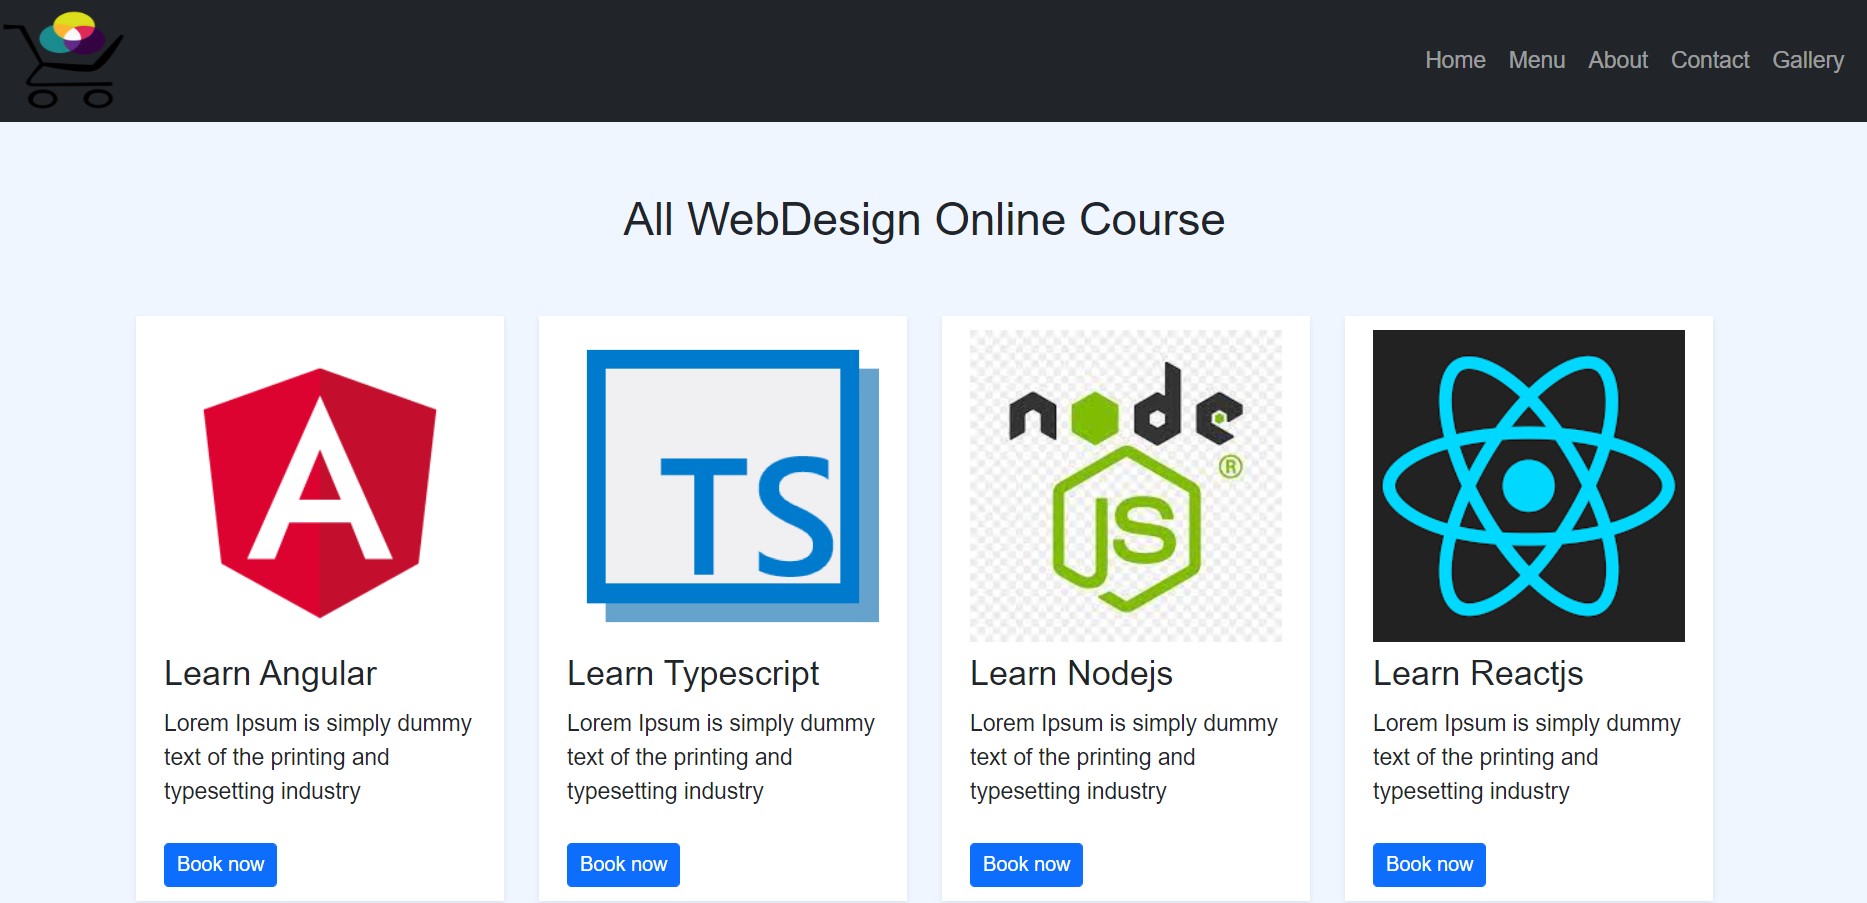 Home Menu About Contact Gallery
All WebDesign Online Course
A
TS
node
JS
®
Learn Angular
Lorem Ipsum is simply dummy
text of the printing and
typesetting industry
Book now
Learn Typescript
Lorem Ipsum is simply dummy
text of the printing and
typesetting industry
Book now
Learn Nodejs
Lorem Ipsum is simply dummy
text of the printing and
typesetting industry
Book now
Learn Reactjs
Lorem Ipsum is simply dummy
text of the printing and
typesetting industry
Book now